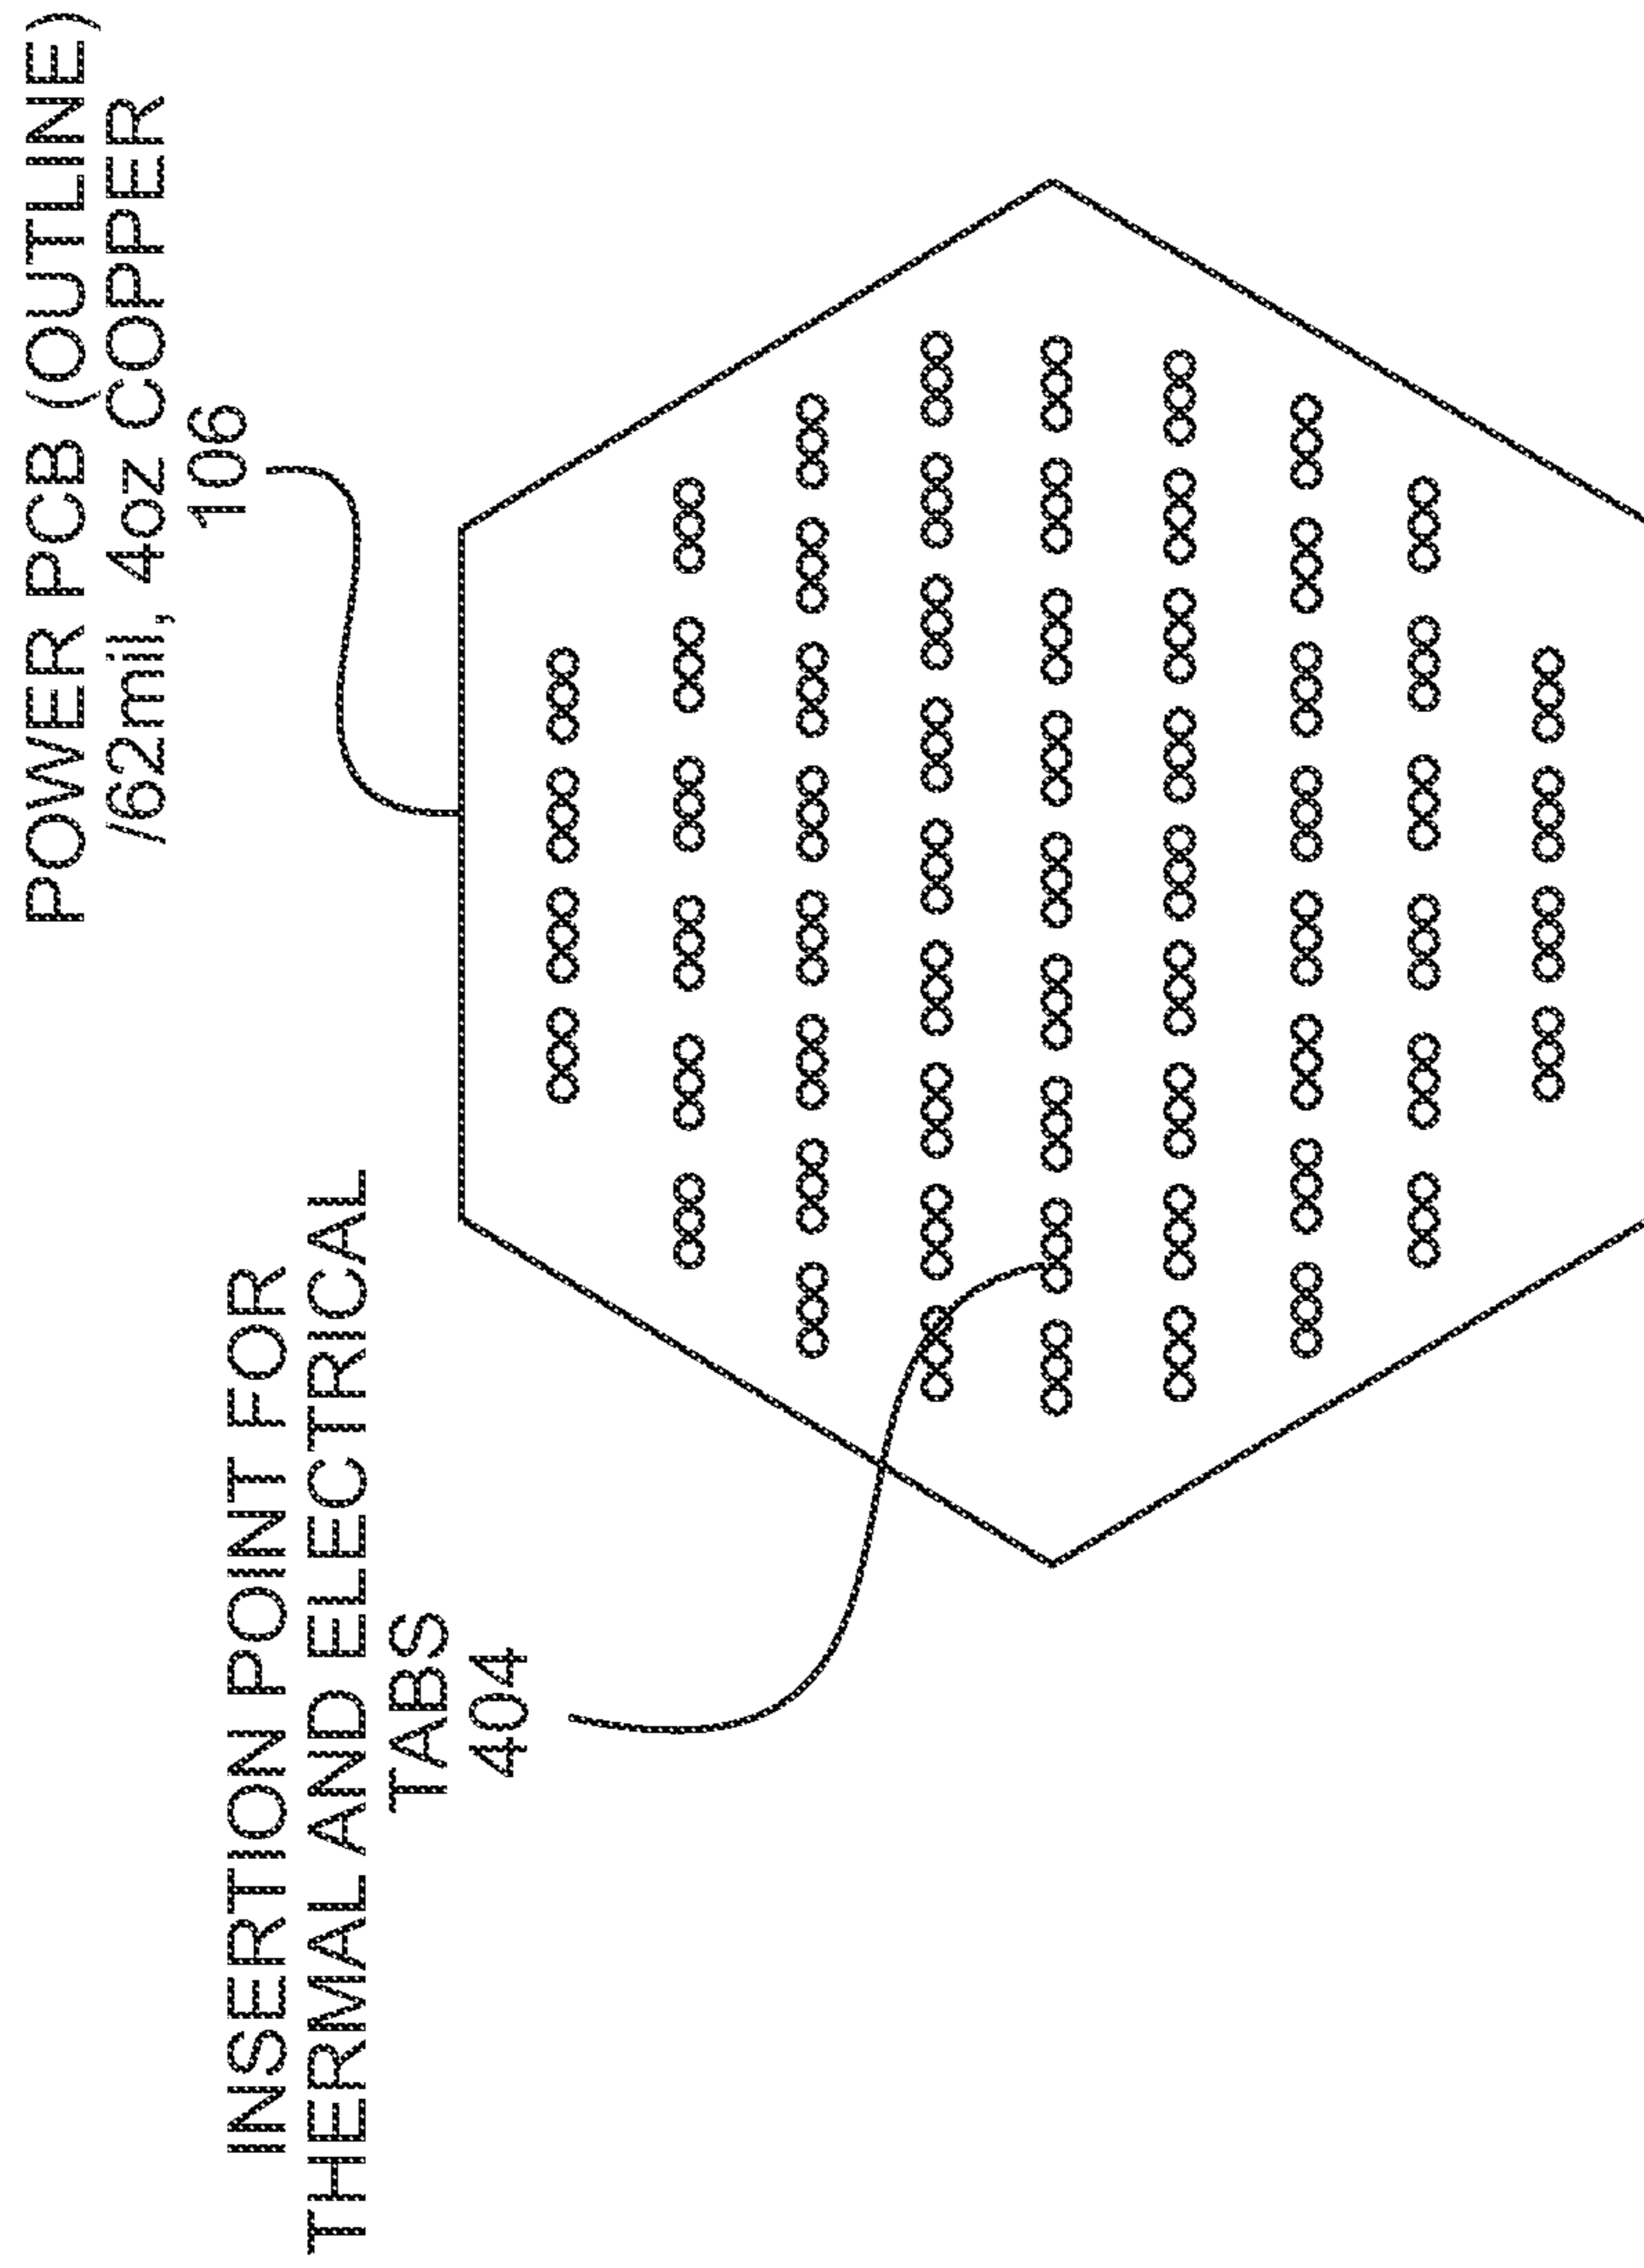 POWER PCB (OUTLINE)
/62mil, 4oz COPPER
106
INSERTION POINT FOR
THERMAL AND ELECTRICAL
TABS
404